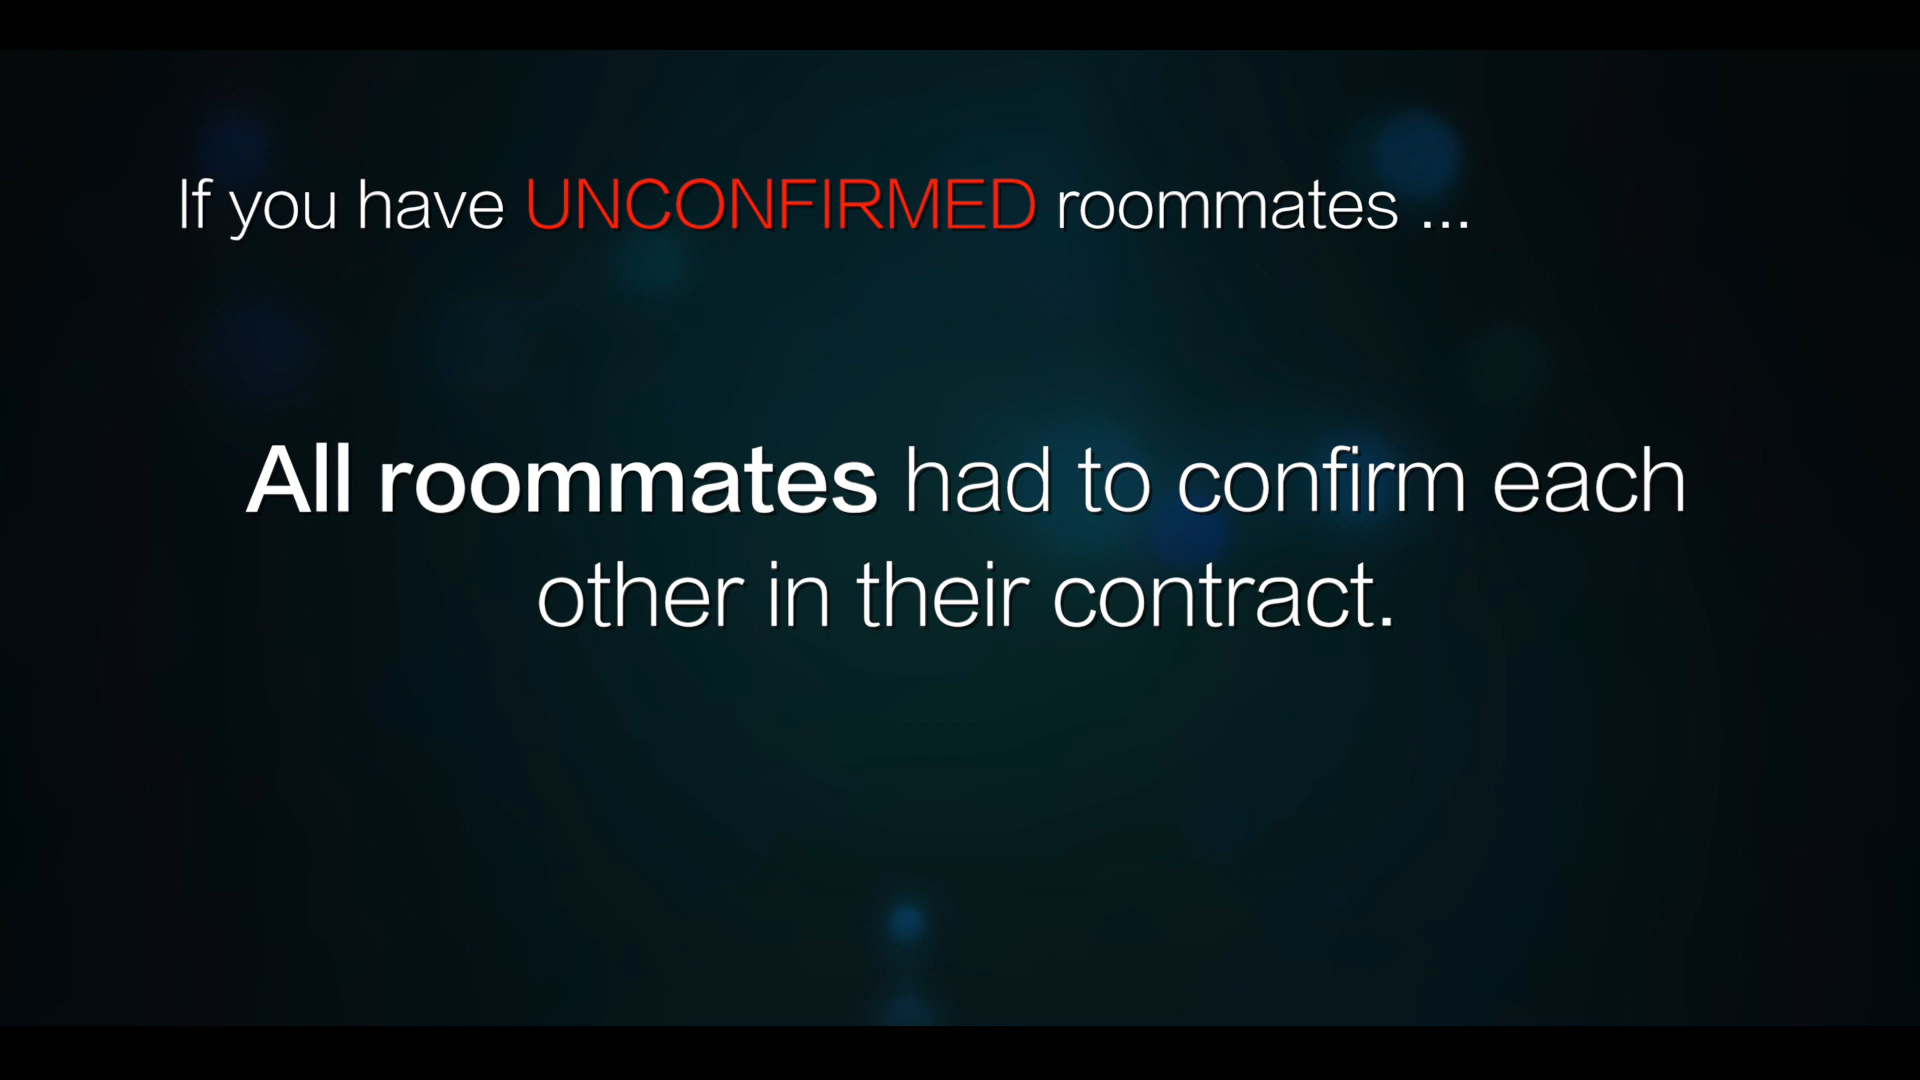 If you have UNCONFIRMED roommates ...
All roommates had to confirm each
other in their contract.